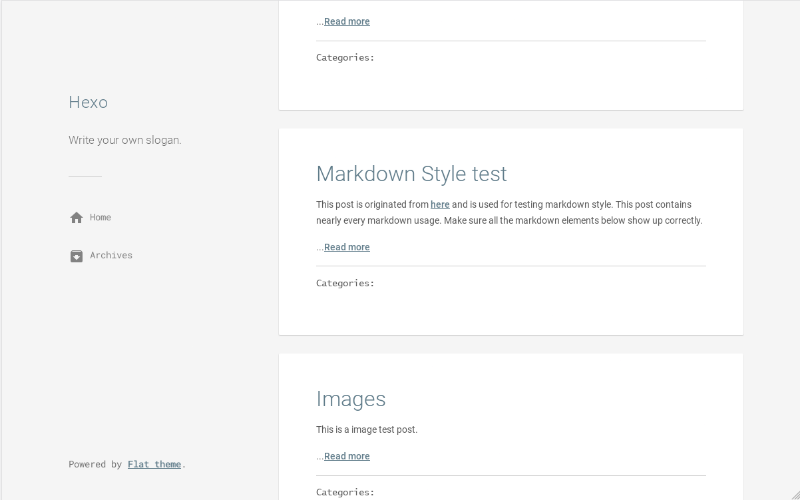 Hexo
Write your own slogan.
Home
Archives
Powered by Flat theme.
...Read more
Categories:
Markdown Style test
This post is originated from here and is used for testing markdown style. This post contains
nearly every markdown usage. Make sure all the markdown elements below show up correctly.
...Read more
Categories:
Images
This is a image test post.
...Read more
Categories: